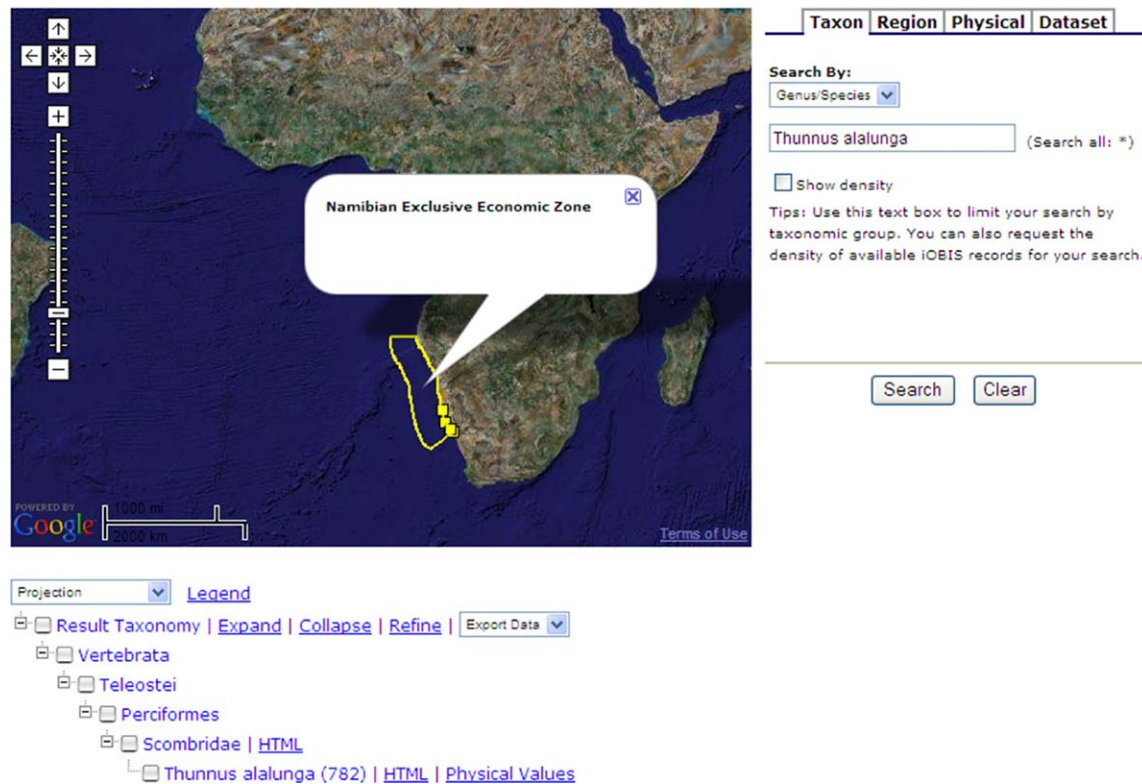 Namibian Exclusive Economic Zone
POWERED BY
Google
1000 mi
2000 km
Terms of Use
Taxon Region Physical Dataset
Search By:
Genus/Species
Thunnus alalunga (Search all: *)
Show density
Tips: Use this text box to limit your search by
taxonomic group. You can also request the
density of available iOBIS records for your search.
Search Clear
Projection Legend
Result Taxonomy | Expand | Collapse | Refine | Export Data
Vertebrata
Teleostei
Perciformes
Scombridae | HTML
Thunnus alalunga (782) | HTML | Physical Values